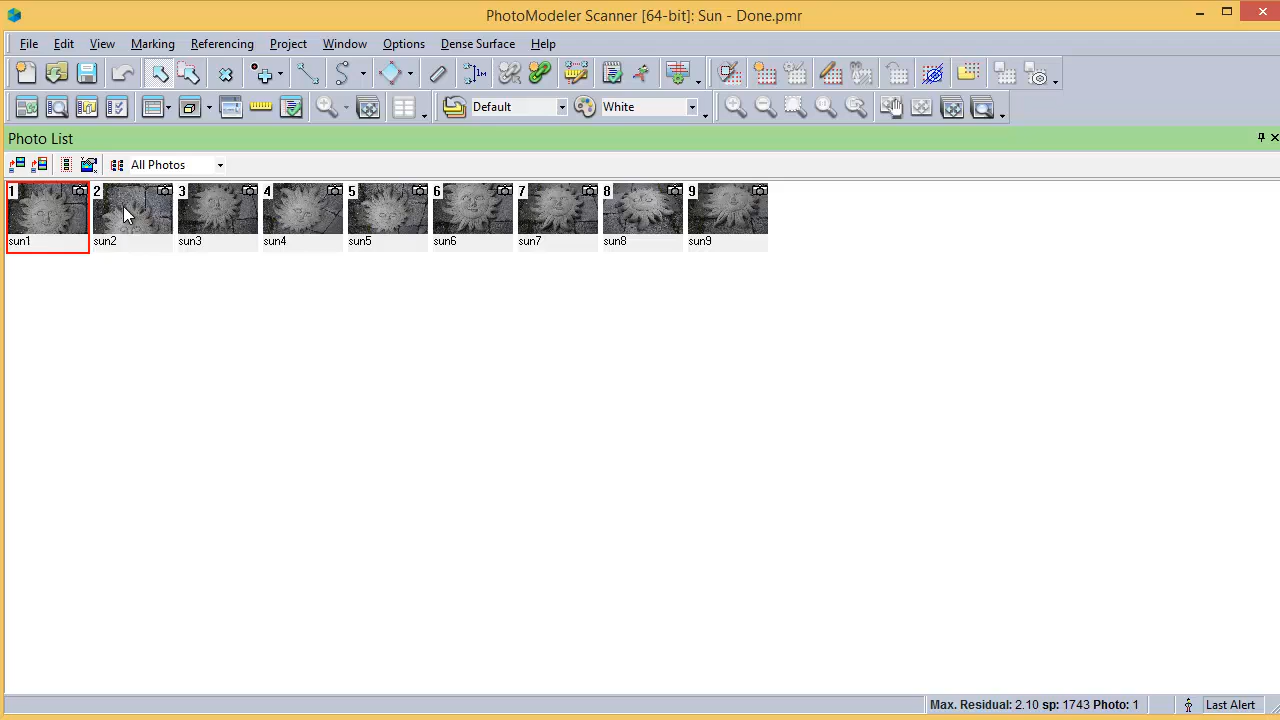 PhotoModeler Scanner [64-bit]: Sun - Done.pmr
File Edit View Marking Referencing Project Window Options Dense Surface Help
Default White
Photo List
All Photos
1 2 3 4 5 6 7 8 9
sun1 sun2 sun3 sun4 sun5 sun6 sun7 sun8 sun9
Max. Residual: 2.10 sp: 1743 Photo: 1 Last Alert